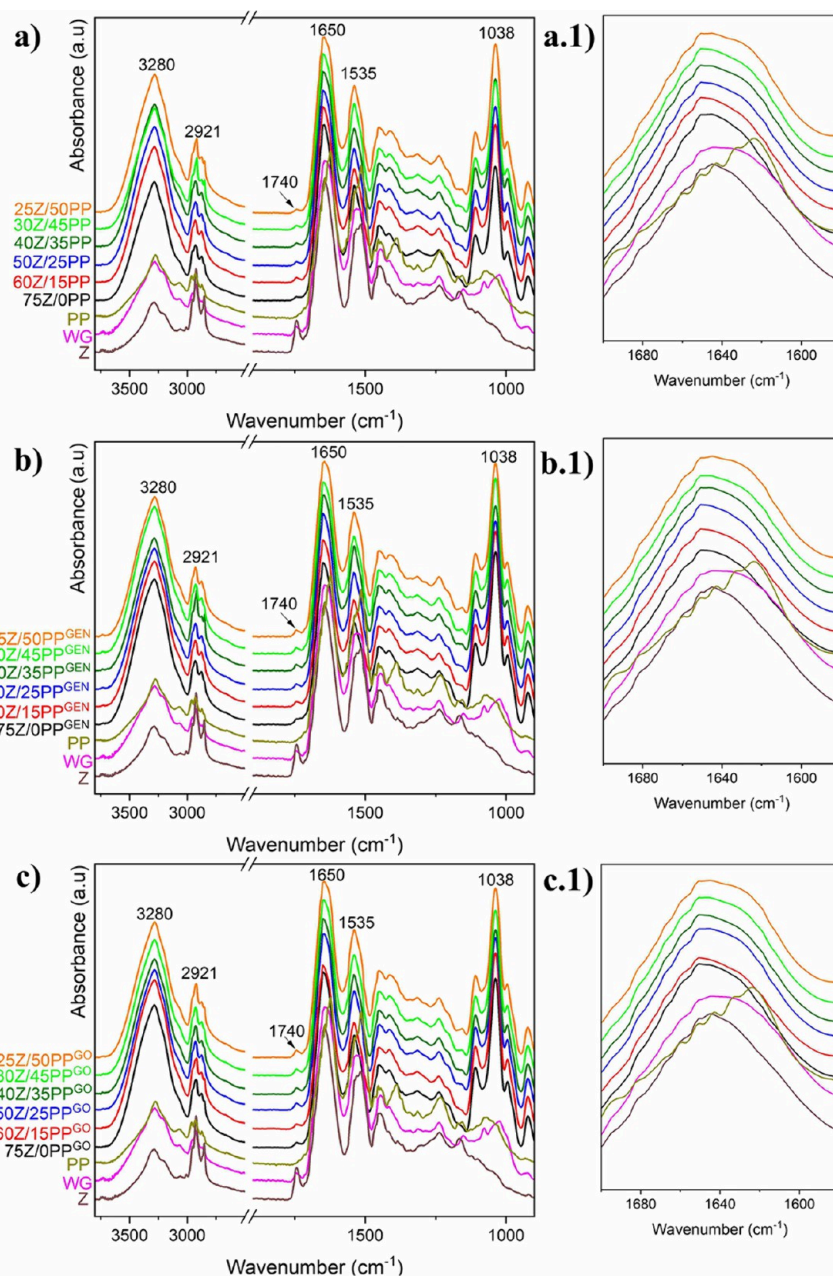 a)
Absorbance (a.u)
3280
2921
1740
1650
1535
1038
25Z/50PP
30Z/45PP
40Z/35PP
50Z/25PP
60Z/15PP
75Z/0PP
PP
WG
Z
3500 3000 1500 1000
Wavenumber (cm-1)
a.1)
1680 1640 1600
Wavenumber (cm-1)
b)
Absorbance (a.u)
3280
2921
1740
1650
1535
1038
5Z/50PPGEN
0Z/45PPGEN
0Z/35PPGEN
0Z/25PPGEN
0Z/15PPGEN
75Z/0PPGEN
PP
WG
Z
3500 3000 1500 1000
Wavenumber (cm-1)
b.1)
1680 1640 1600
Wavenumber (cm-1)
c)
Absorbance (a.u)
3280
2921
1740
1650
1535
1038
25Z/50PPGO
30Z/45PPGO
40Z/35PPGO
50Z/25PPGO
60Z/15PPGO
75Z/0PPGO
PP
WG
Z
3500 3000 1500 1000
Wavenumber (cm-1)
c.1)
1680 1640 1600
Wavenumber (cm-1)